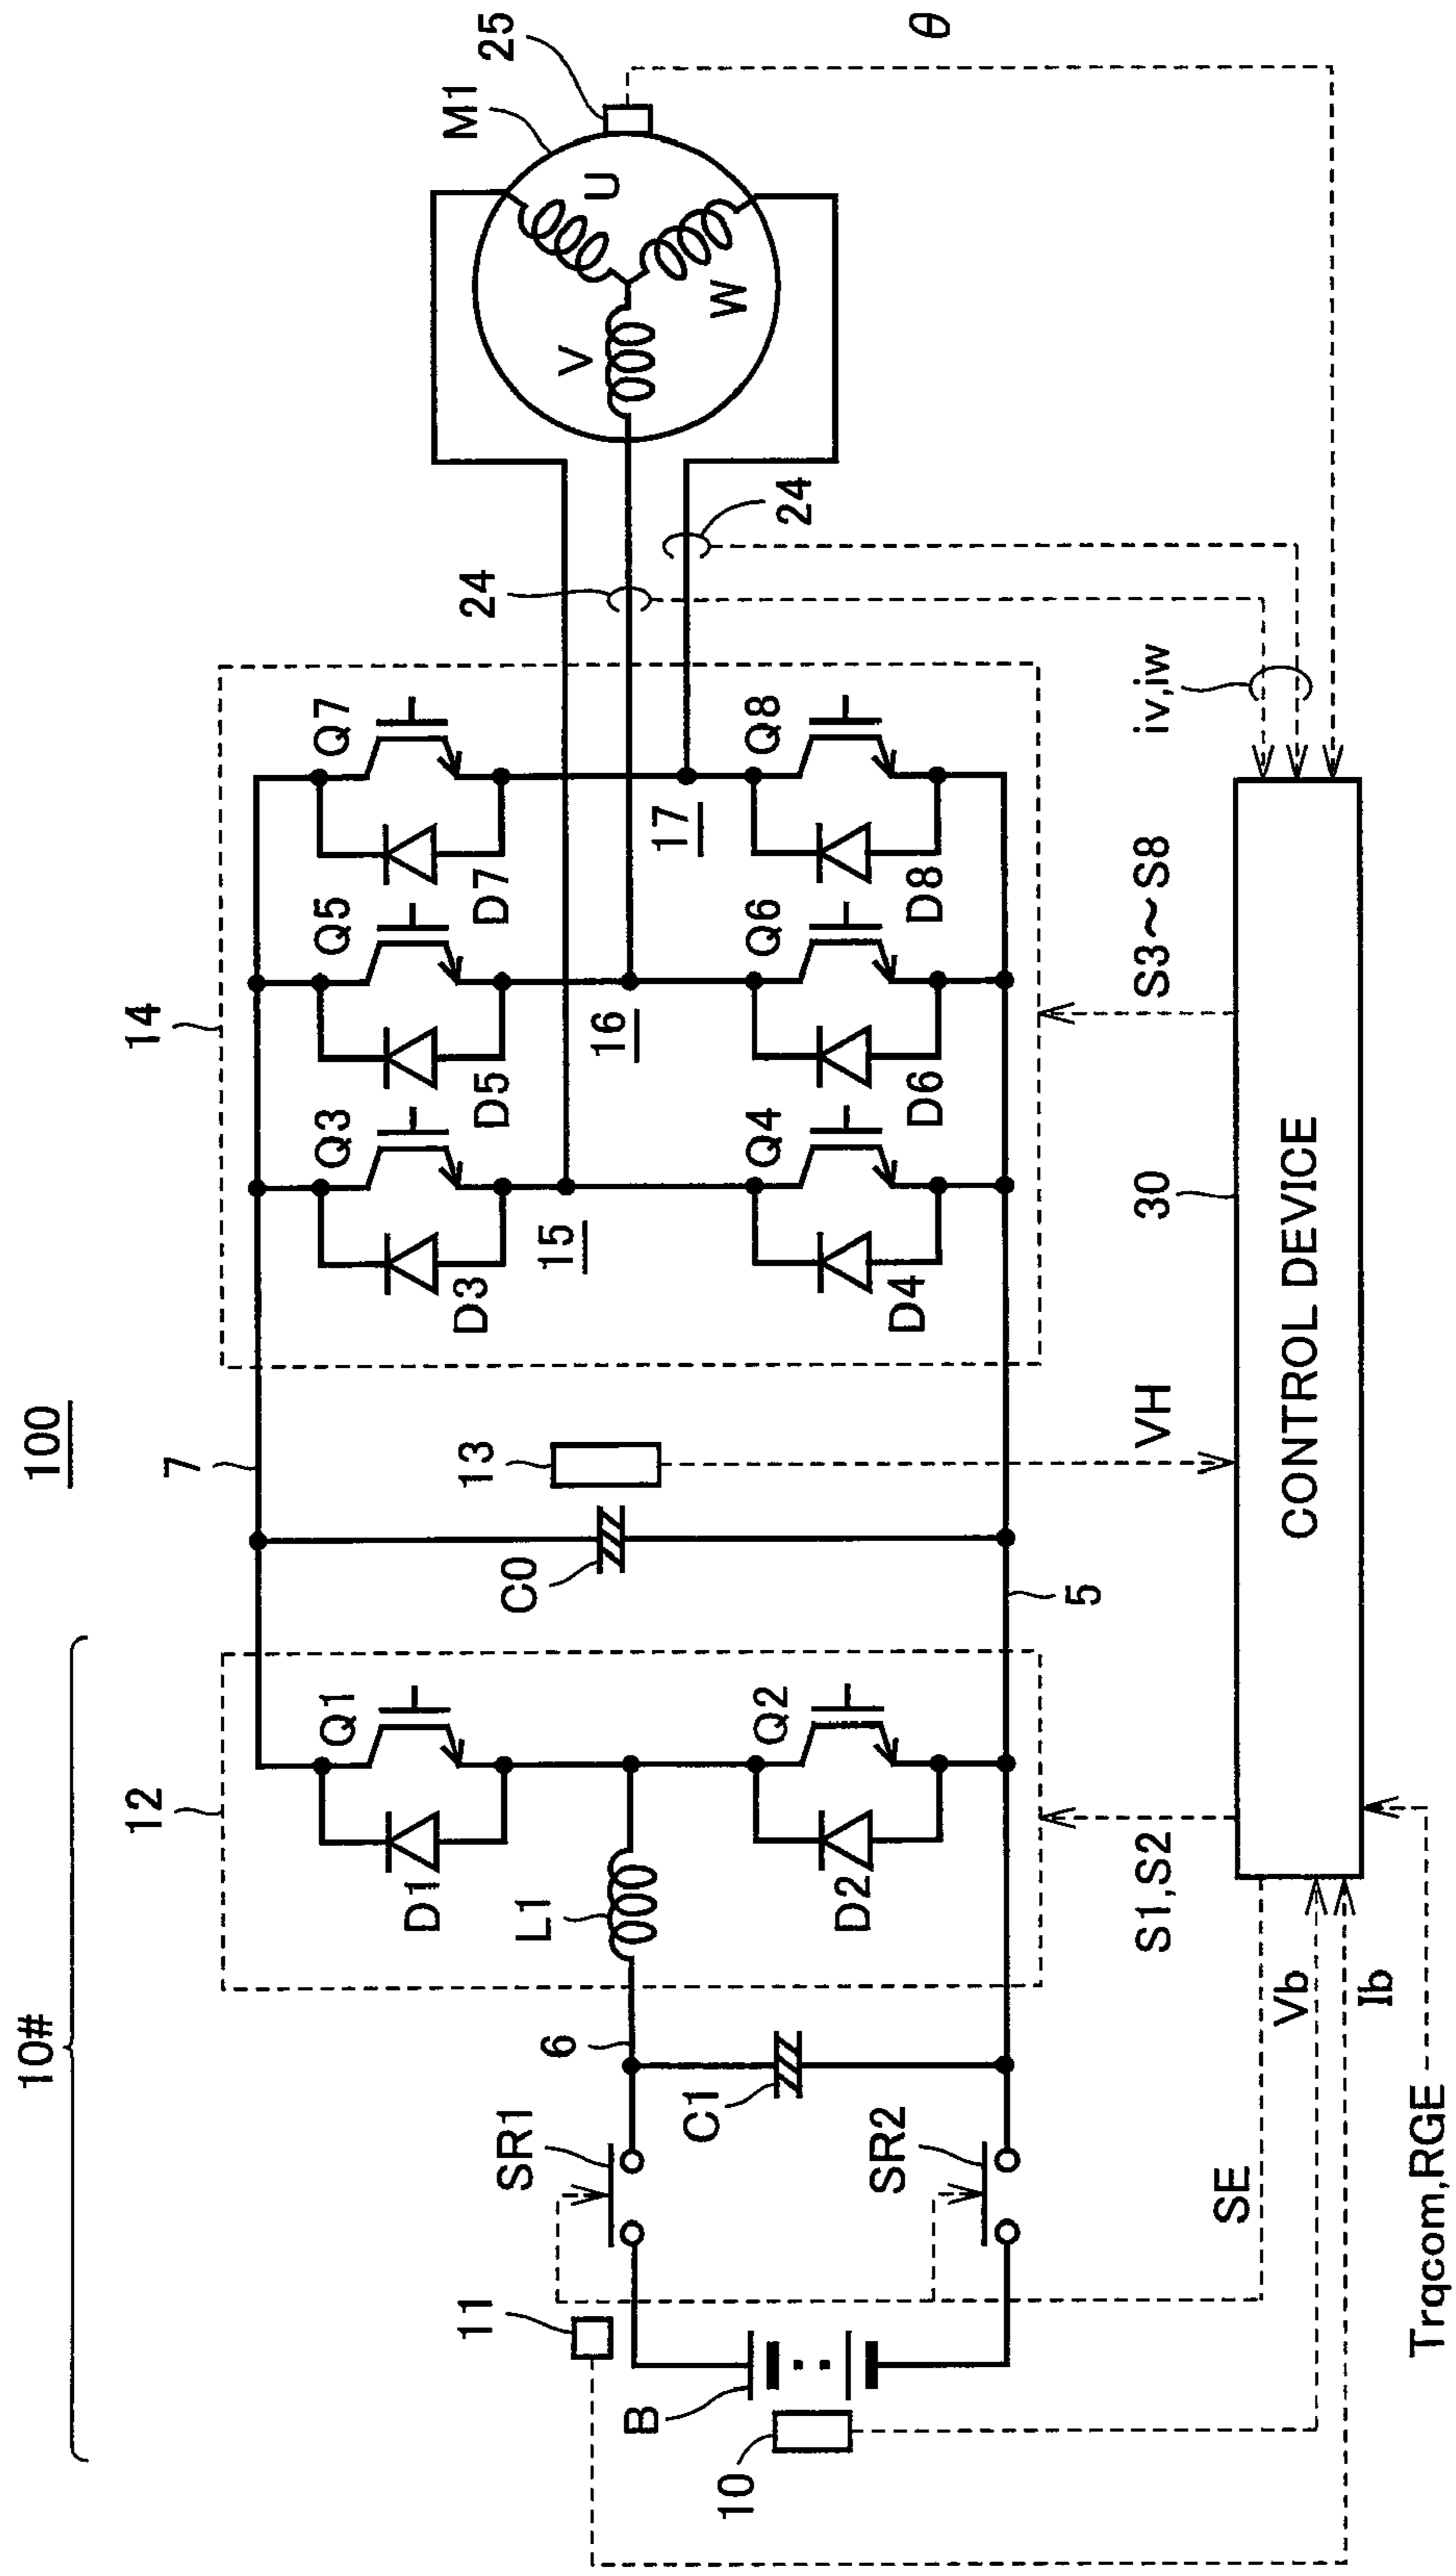 100
10#
12
14
7
Q1
D1
Q2
D2
L1
6
C1
SR1
SR2
11
B
10
C0
13
5
Q3
D3
Q5
D5
Q7
D7
15
16
17
Q4
D4
Q6
D6
Q8
D8
24
24
M1
U
V
W
25
θ
iv,iw
S3~S8
VH
S1,S2
SE
Vb
Ib
30
CONTROL DEVICE
Trqcom,RGE